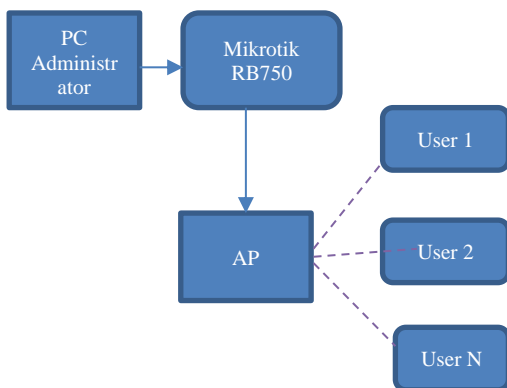 PC
Administr
ator
Mikrotik
RB750
User 1
AP
User 2
User N